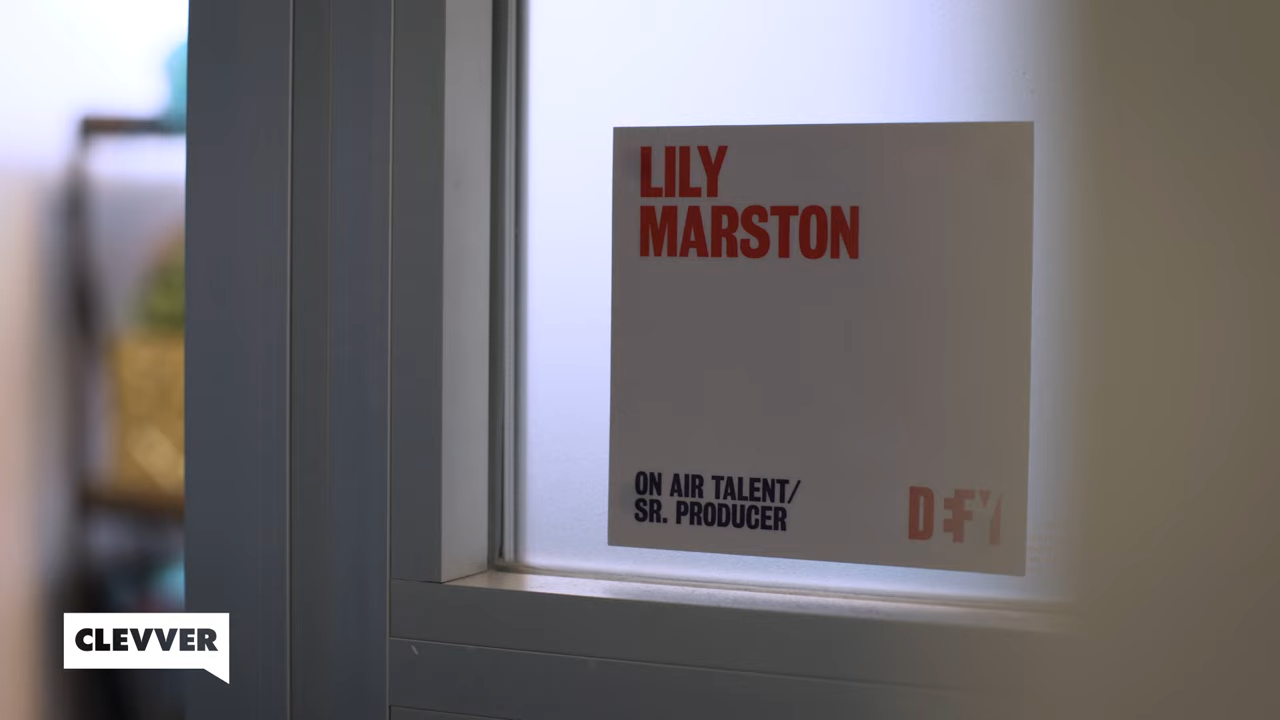 LILY
MARSTON
ON AIR TALENT/
SR. PRODUCER
DEFY
CLEVVER